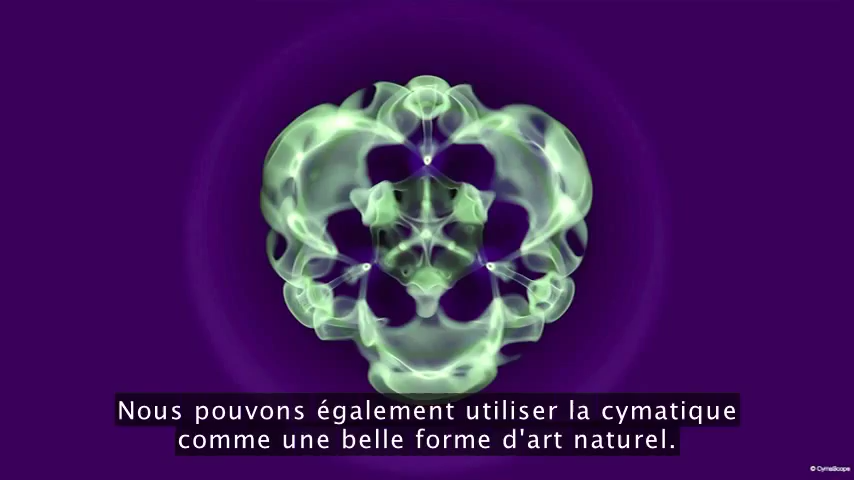 Nous pouvons également utiliser la cymatique
comme une belle forme d'art naturel.
© CymaScope